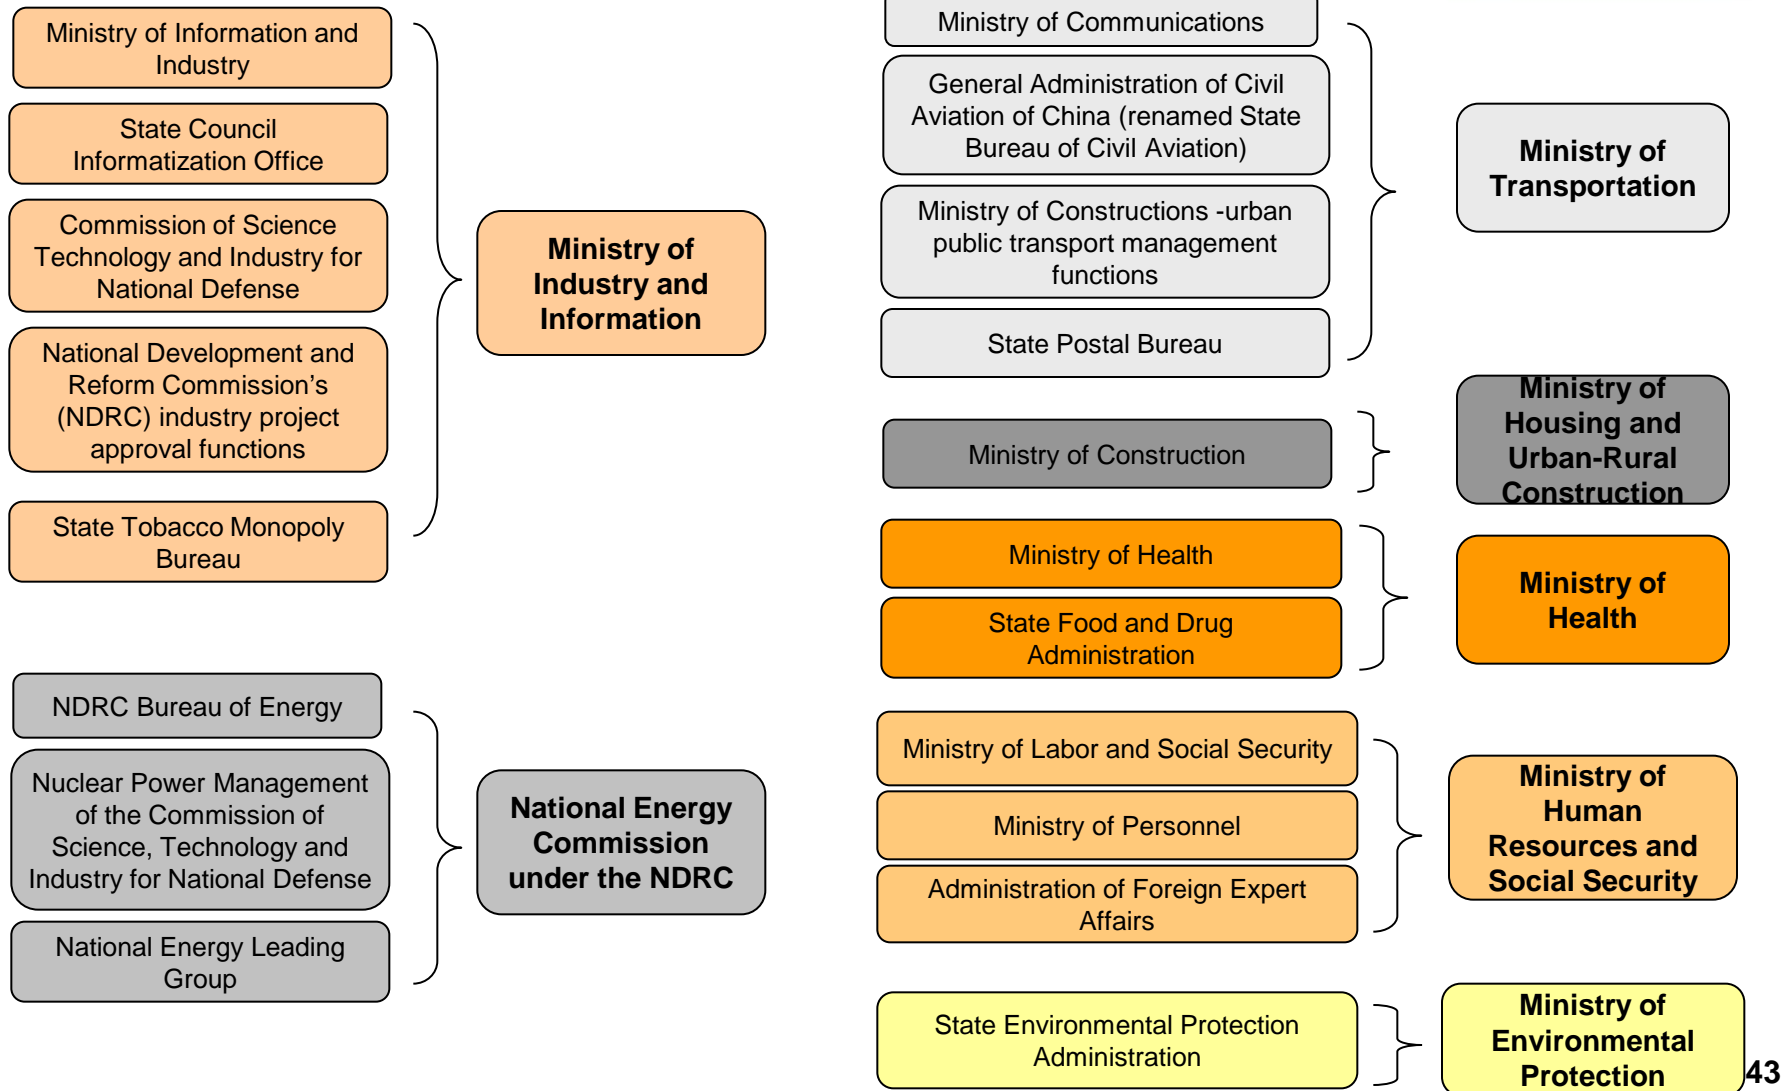 Ministry of Information and
Industry
State Council
Informatization Office
Commission of Science
Technology and Industry for
National Defense
National Development and
Reform Commission’s
(NDRC) industry project
approval functions
State Tobacco Monopoly
Bureau
Ministry of
Industry and
Information
NDRC Bureau of Energy
Nuclear Power Management
of the Commission of
Science, Technology and
Industry for National Defense
National Energy Leading
Group
National Energy
Commission
under the NDRC
Ministry of Communications
General Administration of Civil
Aviation of China (renamed State
Bureau of Civil Aviation)
Ministry of Constructions -urban
public transport management
functions
State Postal Bureau
Ministry of
Transportation
Ministry of Construction
Ministry of
Housing and
Urban-Rural
Construction
Ministry of Health
State Food and Drug
Administration
Ministry of
Health
Ministry of Labor and Social Security
Ministry of Personnel
Administration of Foreign Expert
Affairs
Ministry of
Human
Resources and
Social Security
State Environmental Protection
Administration
Ministry of
Environmental
Protection
43